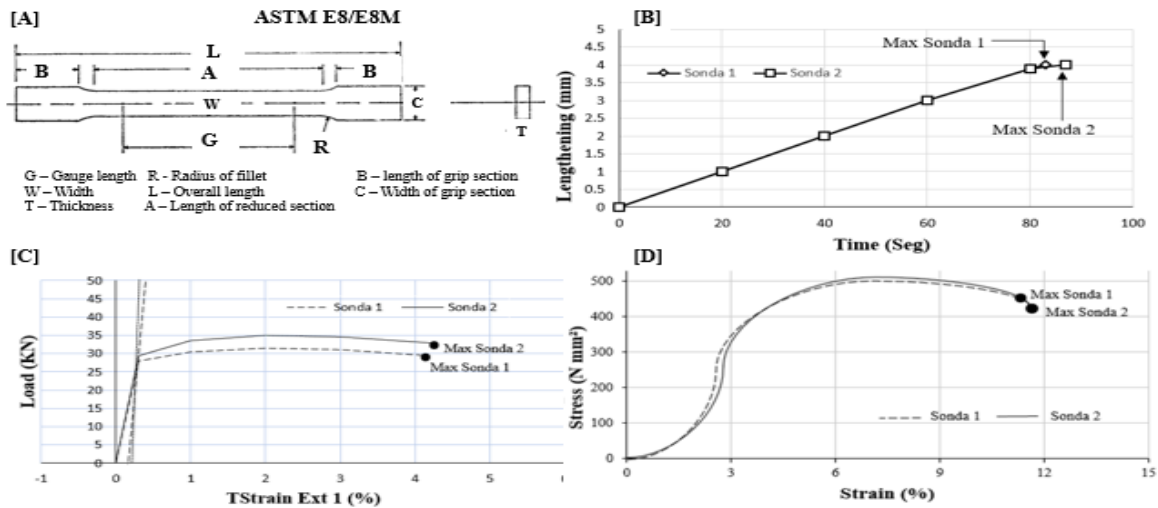 [A] ASTM E8/E8M
L
B A B
W C
G R T
G – Gauge length R - Radius of fillet B – length of grip section
W – Width L – Overall length C – Width of grip section
T – Thickness A – Length of reduced section
[B]
Lengthening (mm)
5
4.5
4
3.5
3
2.5
2
1.5
1
0.5
0
Max Sonda 1
Sonda 1 Sonda 2
Max Sonda 2
0 20 40 60 80 100
Time (Seg)
[C]
Load (KN)
50
45
40
35
30
25
20
15
10
5
0
Sonda 1 Sonda 2
Max Sonda 2
Max Sonda 1
-1 0 1 2 3 4 5
TStrain Ext 1 (%)
[D]
Stress (N mm²)
500
400
300
200
100
0
Max Sonda 1
Max Sonda 2
Sonda 1 Sonda 2
0 3 6 9 12 15
Strain (%)